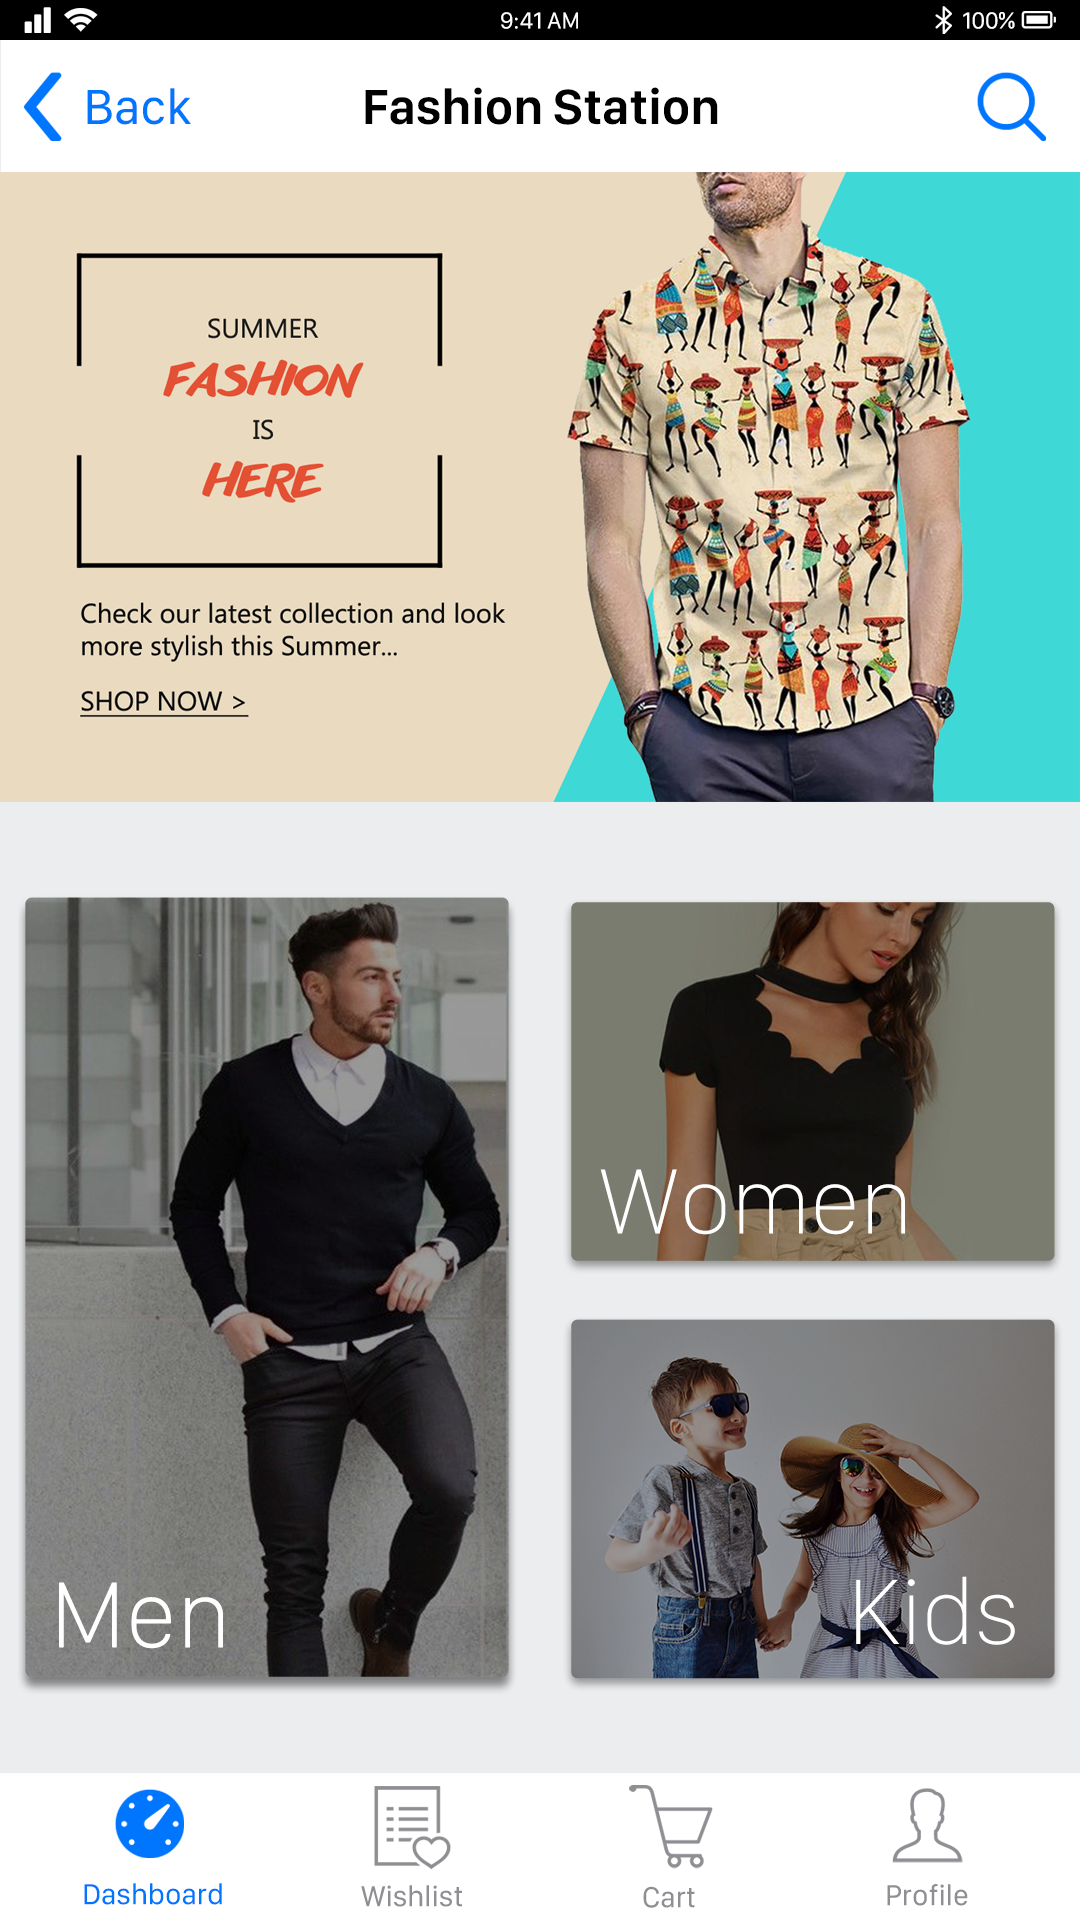 9:41 AM
100%
Back
Fashion Station
SUMMER
FASHION
IS
HERE
Check our latest collection and look
more stylish this Summer...
SHOP NOW >
Women
Men
Kids
Dashboard
Wishlist
Cart
Profile